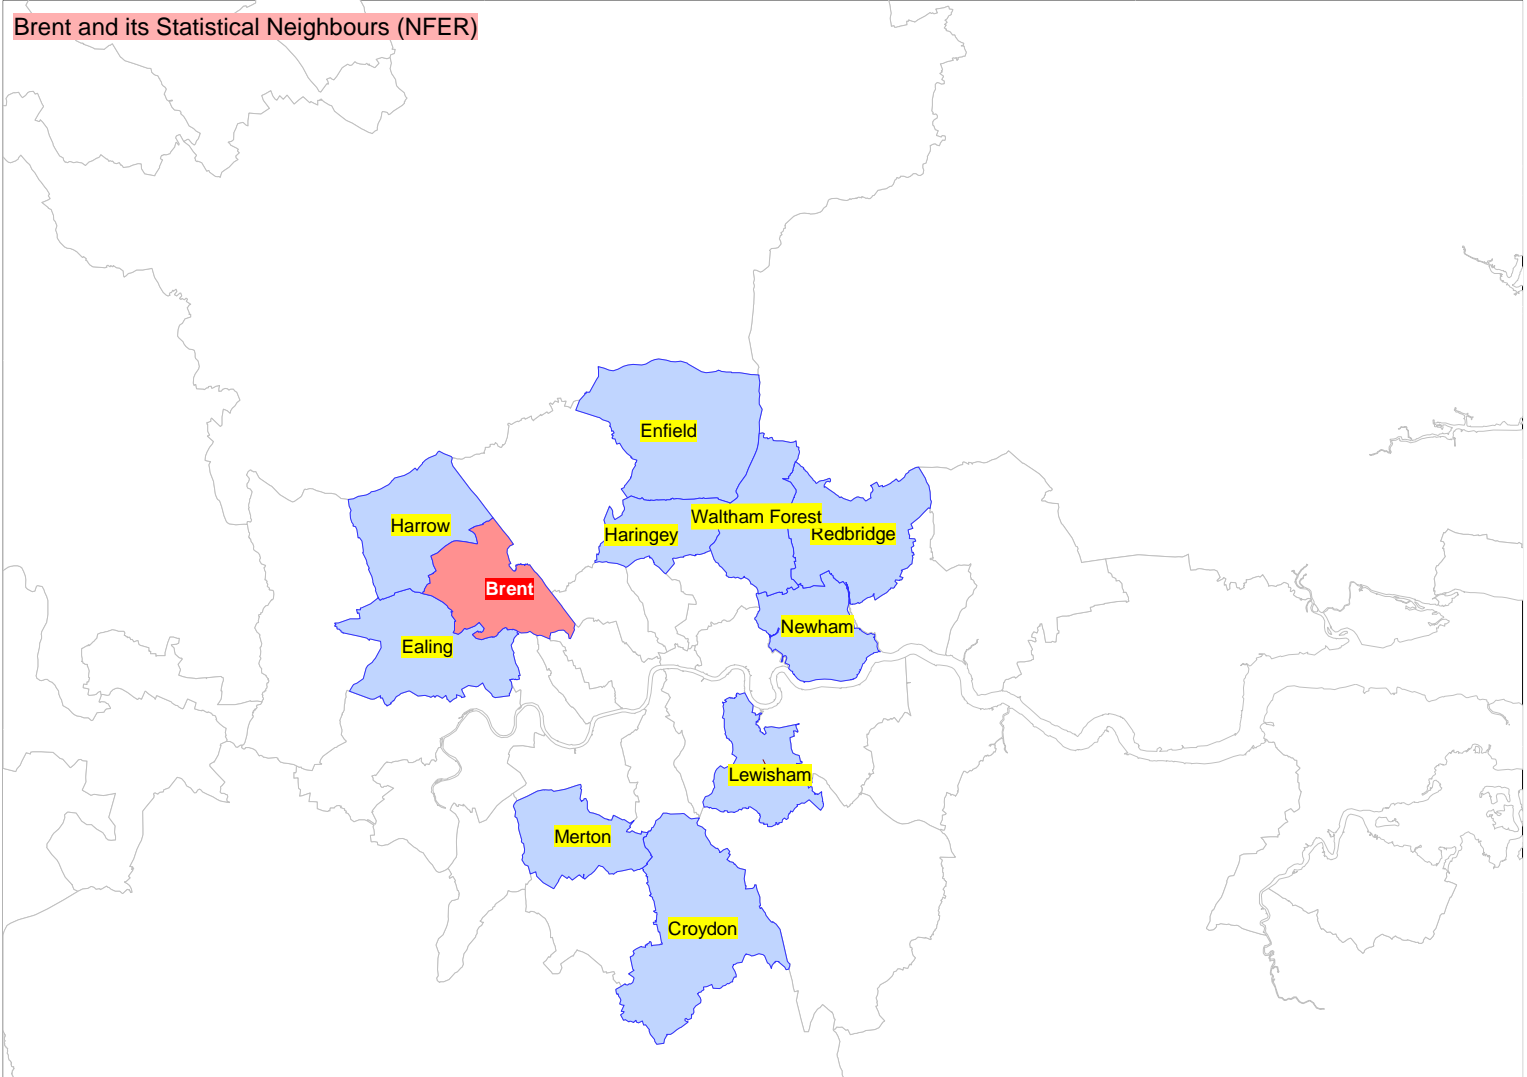 Brent and its Statistical Neighbours (NFER)
Enfield
Waltham Forest
Harrow
Haringey
Redbridge
Brent
Newham
Ealing
Lewisham
Merton
Croydon